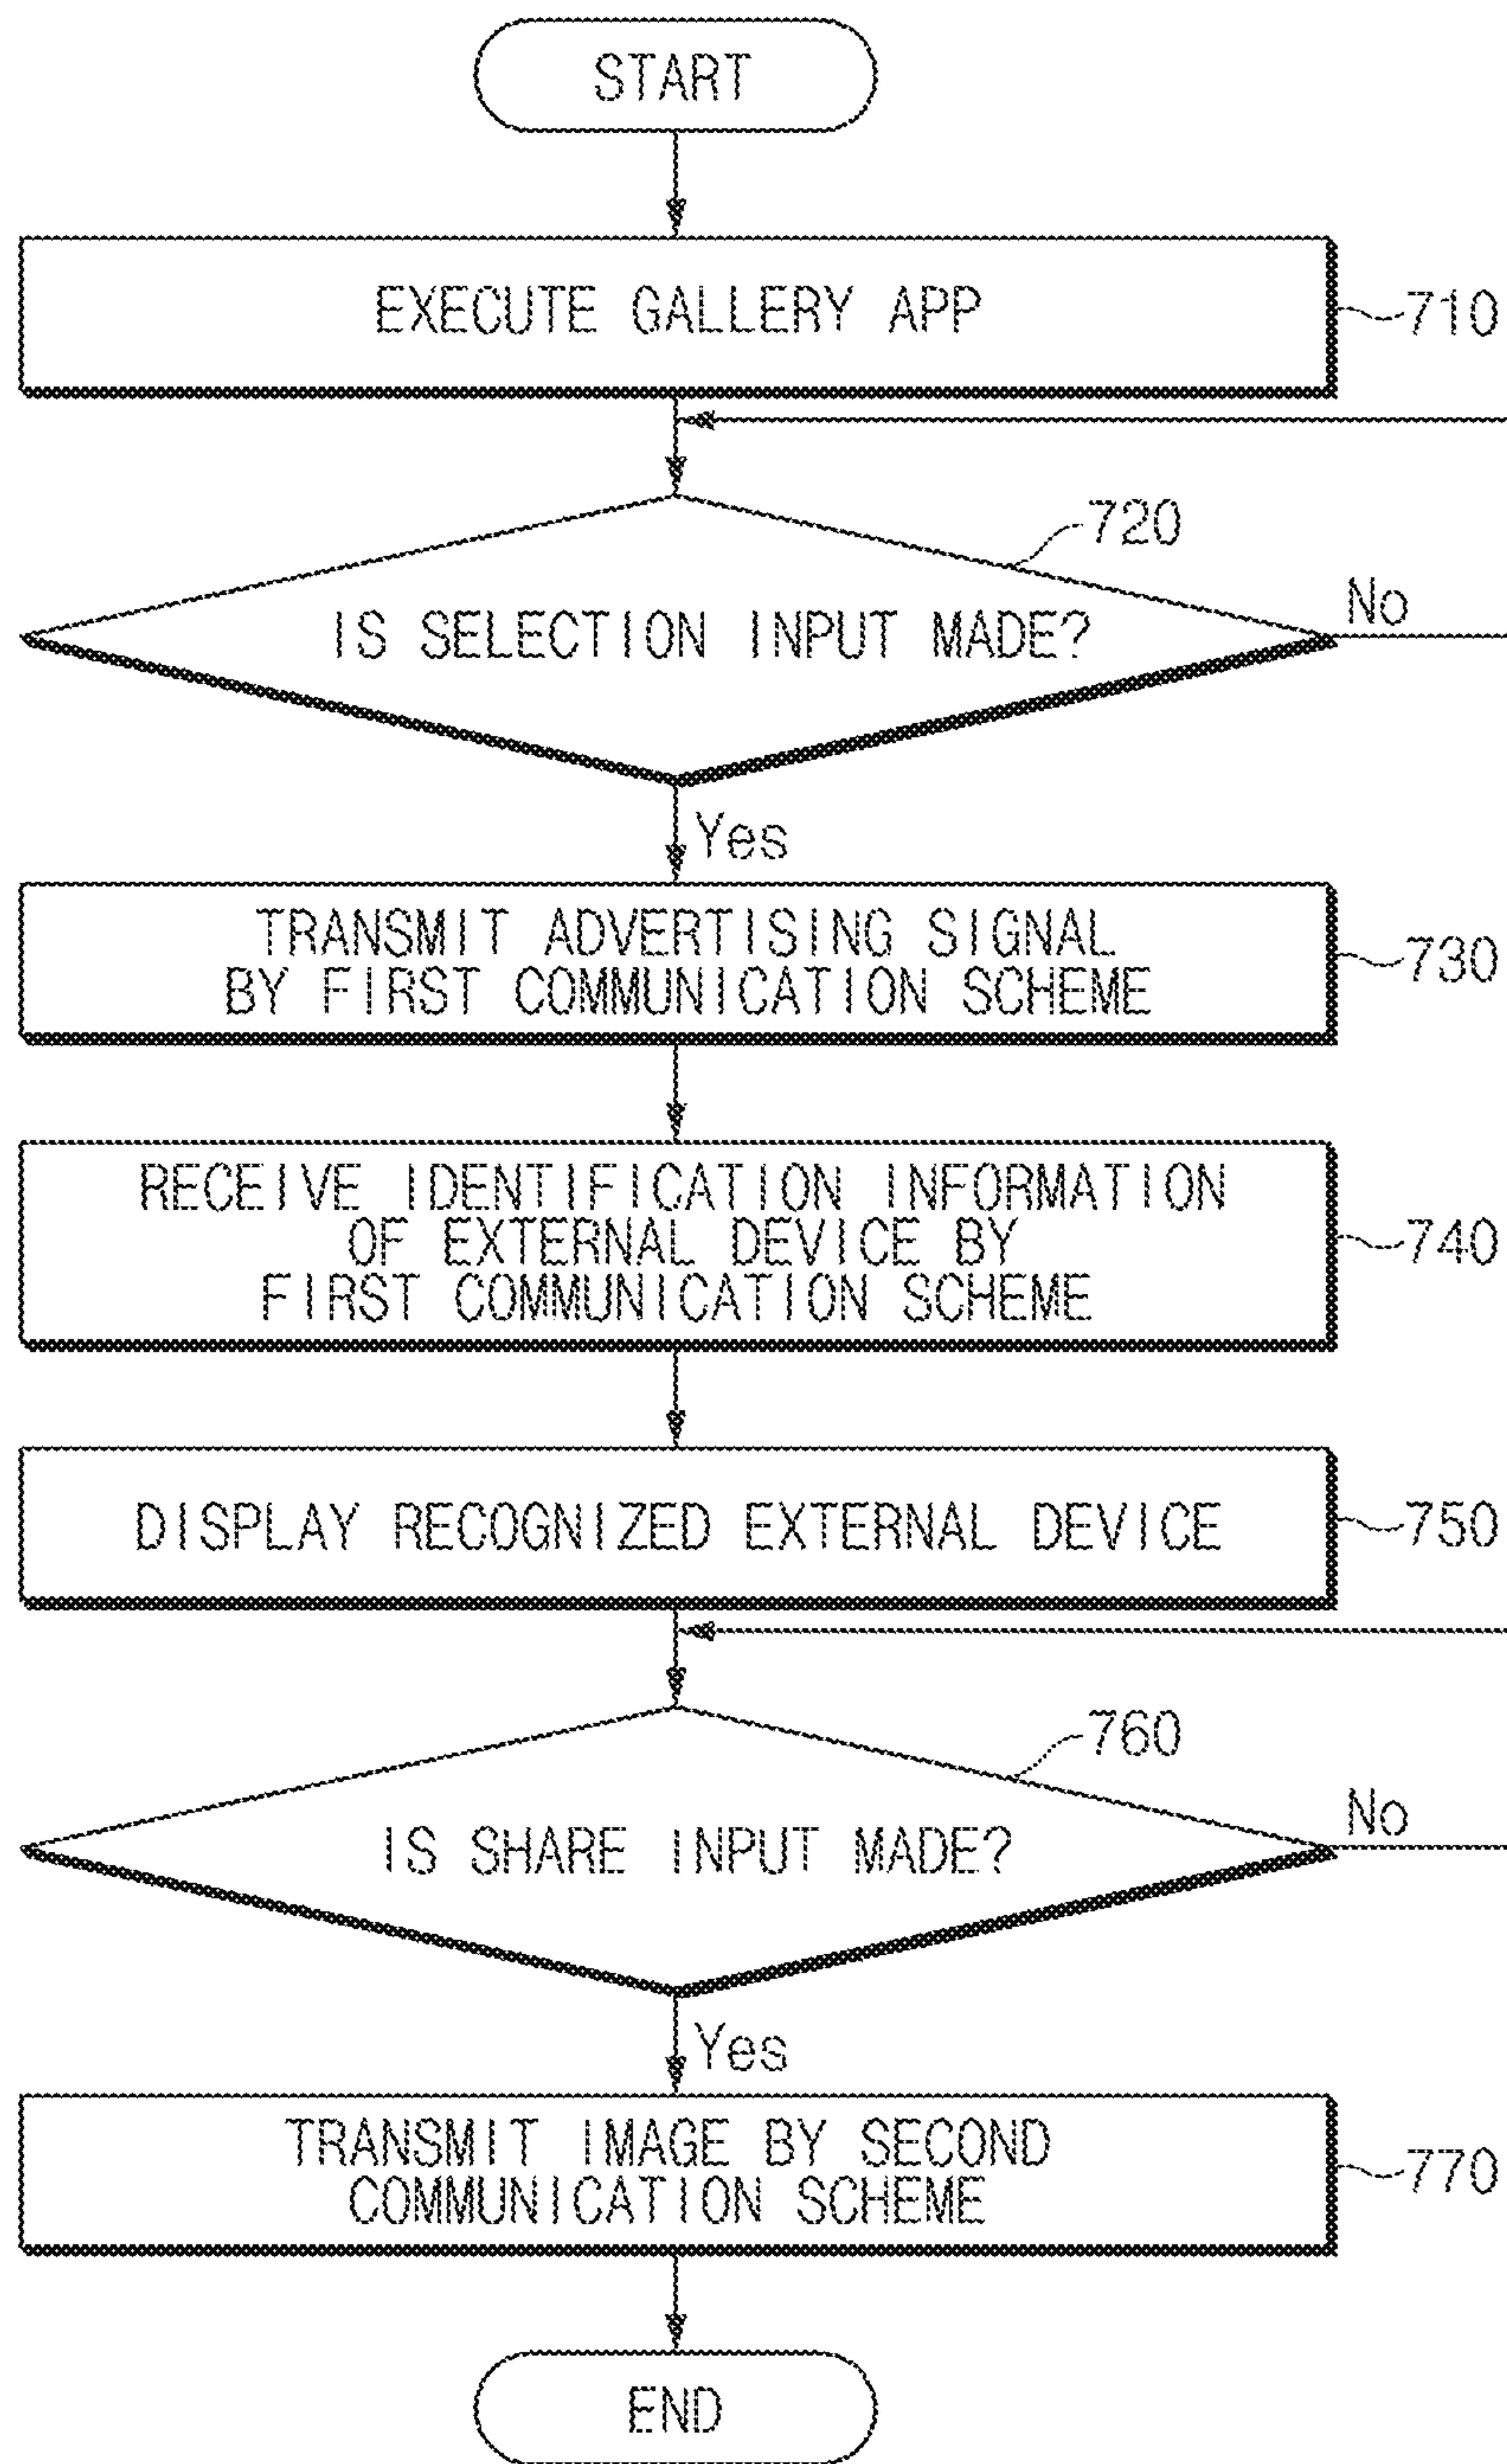 START
EXECUTE GALLERY APP
710
720
IS SELECTION INPUT MADE?
No
Yes
TRANSMIT ADVERTISING SIGNAL
BY FIRST COMMUNICATION SCHEME
730
RECEIVE IDENTIFICATION INFORMATION
OF EXTERNAL DEVICE BY
FIRST COMMUNICATION SCHEME
740
DISPLAY RECOGNIZED EXTERNAL DEVICE
750
760
IS SHARE INPUT MADE?
No
Yes
TRANSMIT IMAGE BY SECOND
COMMUNICATION SCHEME
770
END